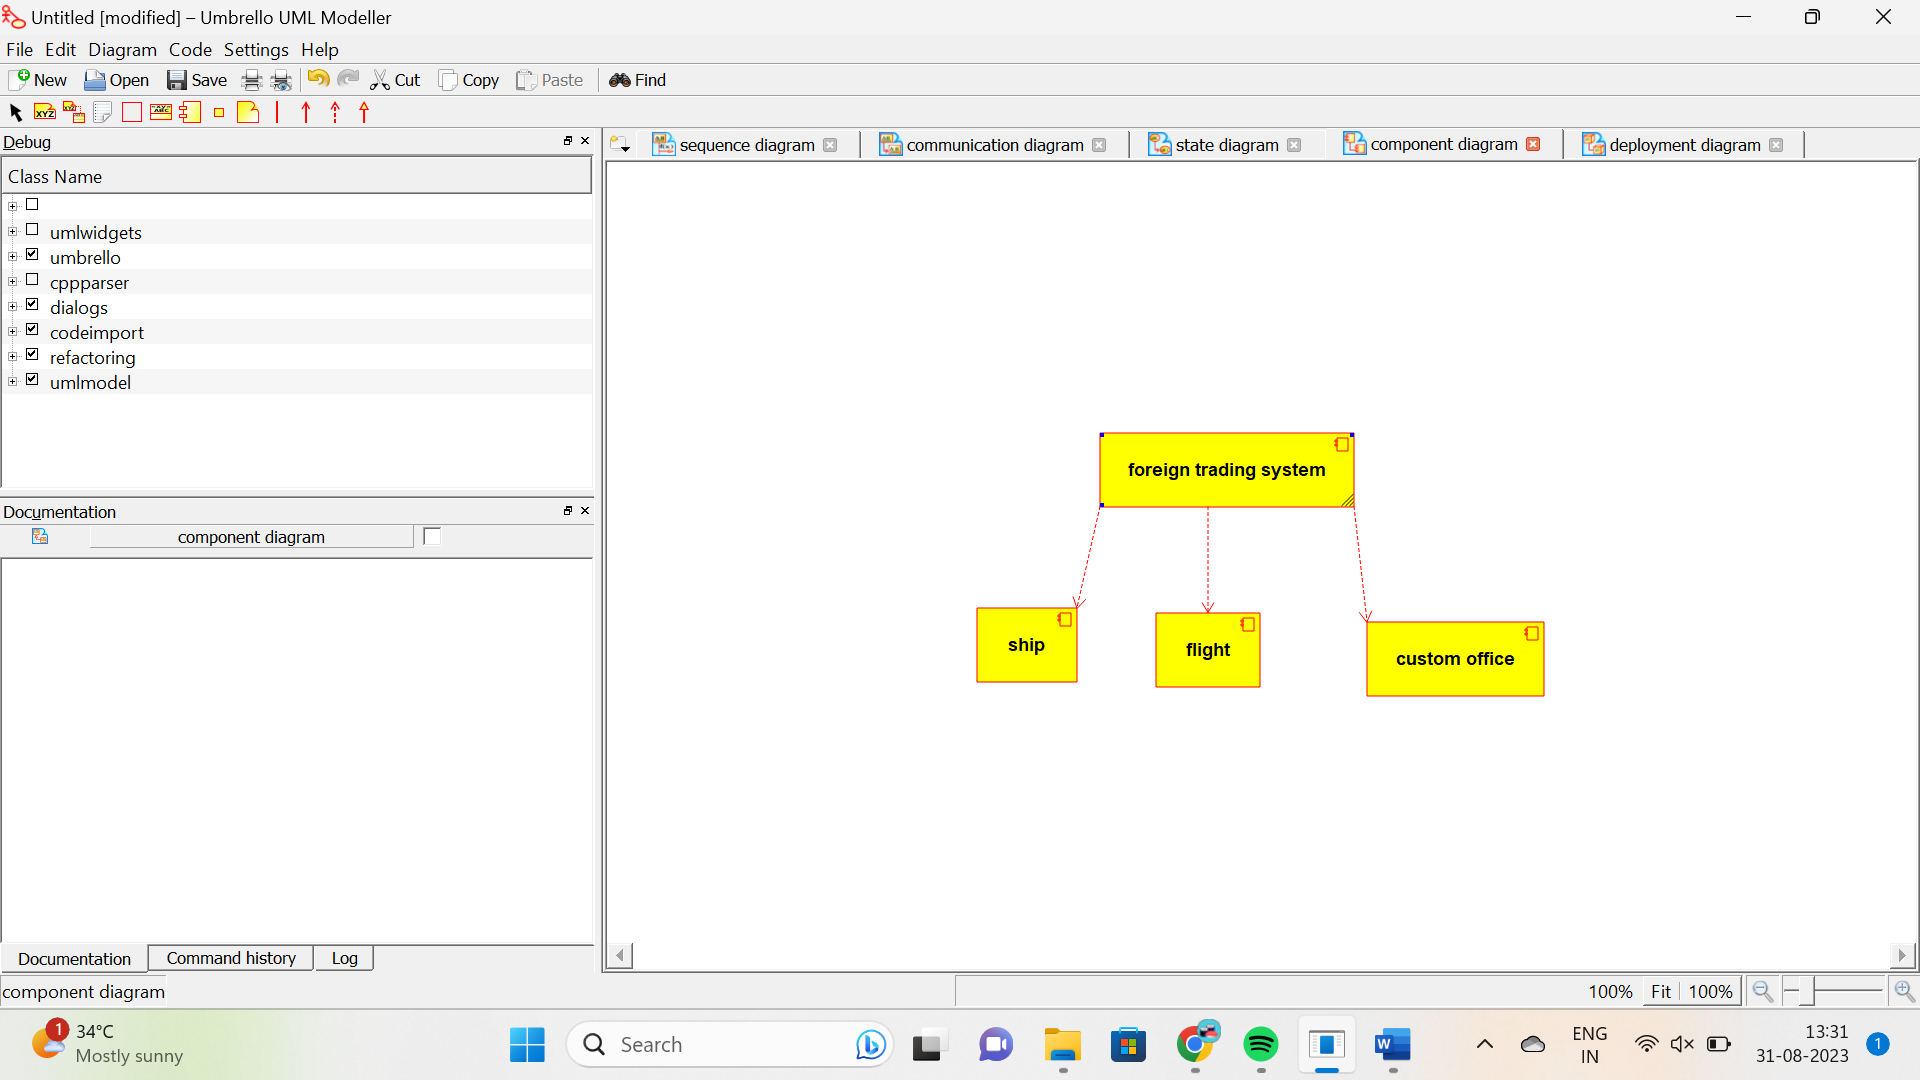 Untitled [modified] – Umbrello UML Modeller
File Edit Diagram Code Settings Help
New Open Save Cut Copy Paste Find
XYZ
Debug
sequence diagram communication diagram state diagram component diagram deployment diagram
Class Name
umlwidgets
umbrello
cppparser
dialogs
codeimport
refactoring
umlmodel
Documentation
component diagram
foreign trading system
ship
flight
custom office
Documentation Command history Log
component diagram
100% Fit 100%
1
34°C
Mostly sunny
Search
W
ENG
IN
13:31
31-08-2023
1